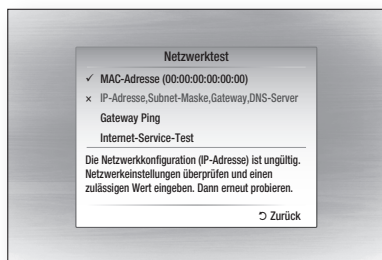 Netzwerktest
✓ MAC-Adresse (00:00:00:00:00:00)
× IP-Adresse,Subnet-Maske,Gateway,DNS-Server
Gateway Ping
Internet-Service-Test
Die Netzwerkkonfiguration (IP-Adresse) ist ungültig.
Netzwerkeinstellungen überprüfen und einen
zulässigen Wert eingeben. Dann erneut probieren.
Zurück